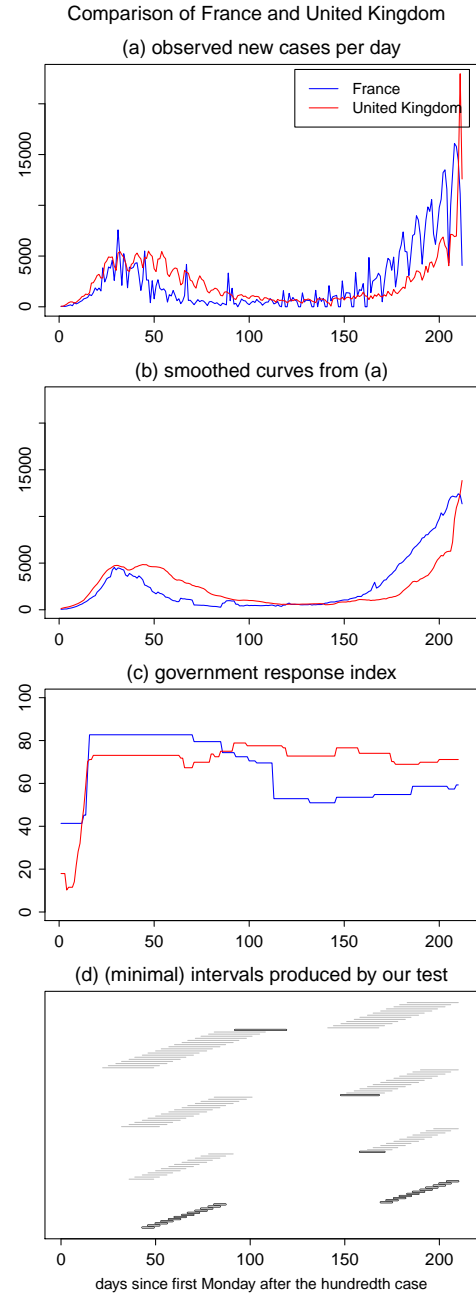 Comparison of France and United Kingdom
(a) observed new cases per day
France
United Kingdom
0 5000 15000
0 50 100 150 200
(b) smoothed curves from (a)
0 5000 15000
0 50 100 150 200
(c) government response index
0 20 40 60 80 100
0 50 100 150 200
(d) (minimal) intervals produced by our test
0 50 100 150 200
days since first Monday after the hundredth case